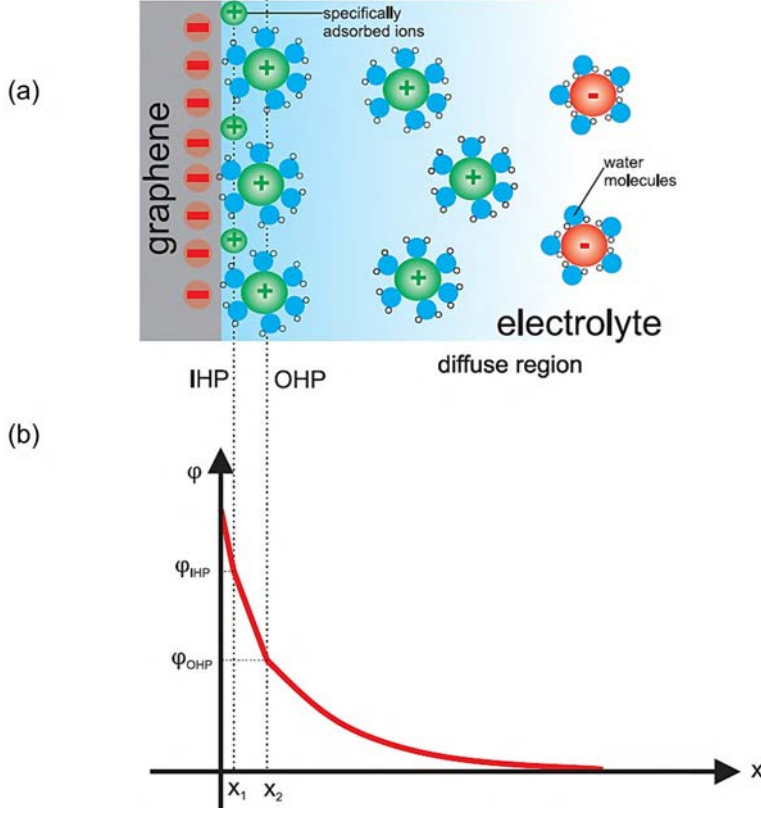 (a)
graphene
specifically
adsorbed ions
water
molecules
electrolyte
diffuse region
IHP
OHP
(b)
φ
φIHP
φOHP
x
x1
x2